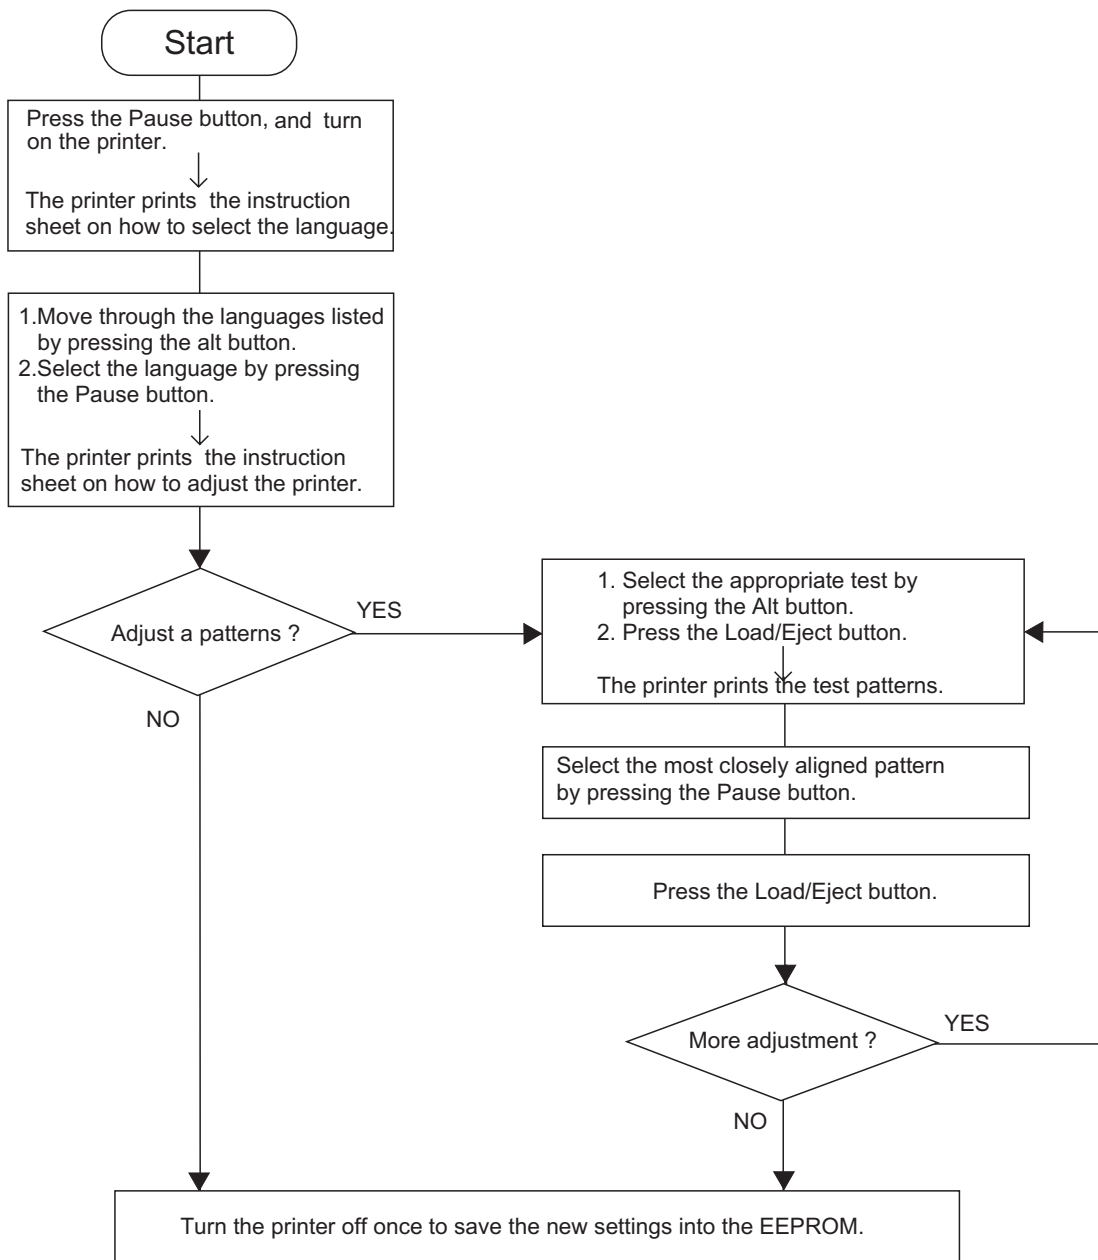 Start
Press the Pause button, and turn
on the printer.
The printer prints the instruction
sheet on how to select the language.
1.Move through the languages listed
by pressing the alt button.
2.Select the language by pressing
the Pause button.
The printer prints the instruction
sheet on how to adjust the printer.
Adjust a patterns ?
YES
NO
1. Select the appropriate test by
pressing the Alt button.
2. Press the Load/Eject button.
The printer prints the test patterns.
Select the most closely aligned pattern
by pressing the Pause button.
Press the Load/Eject button.
More adjustment ?
YES
NO
Turn the printer off once to save the new settings into the EEPROM.